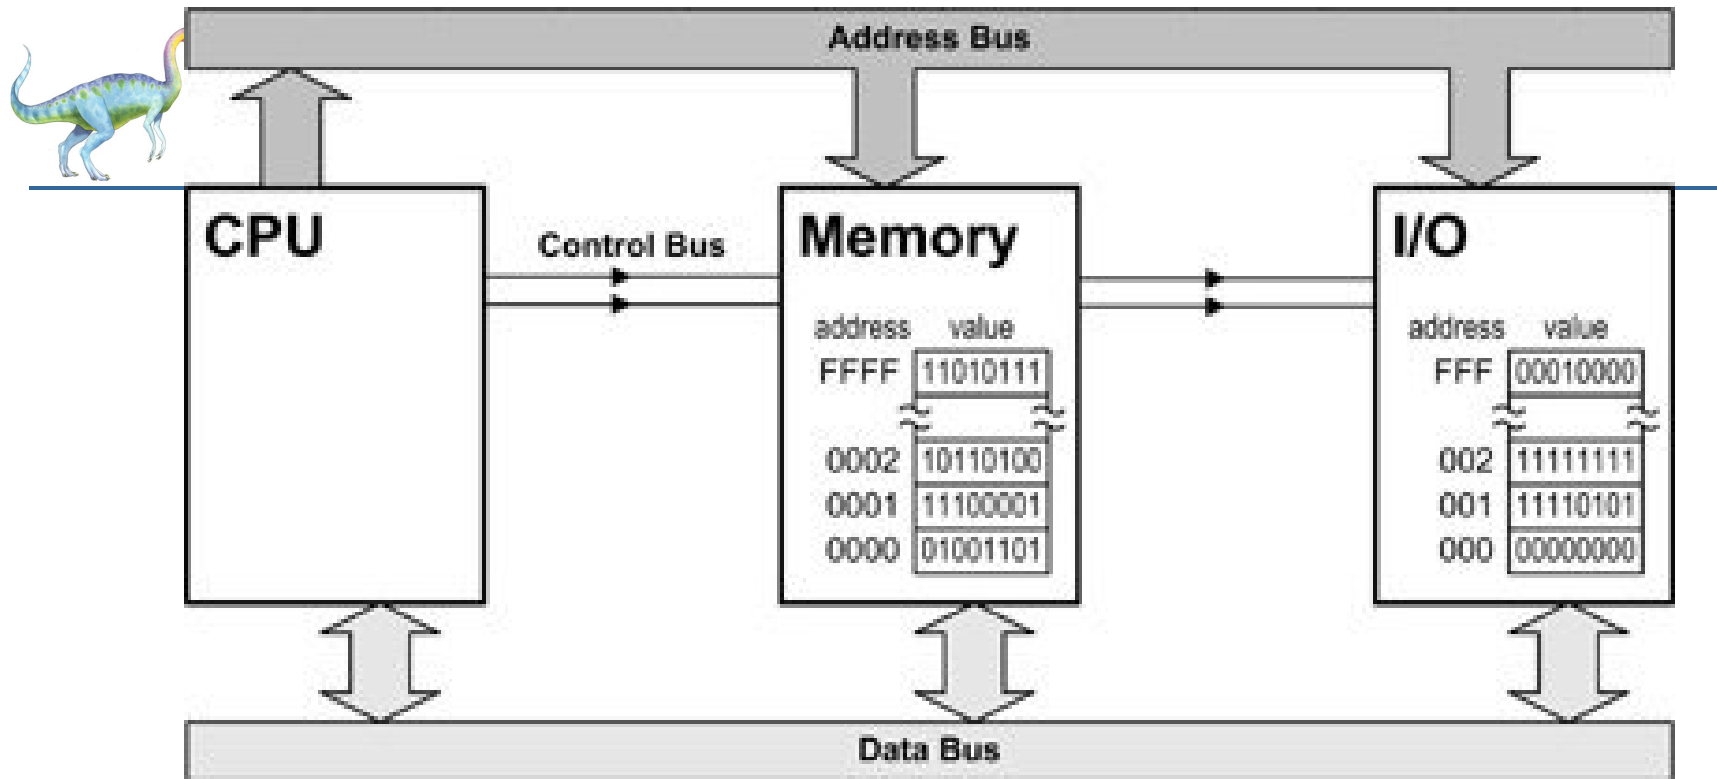 Address Bus
CPU
Control Bus
Memory
address value
FFFF 11010111
0002 10110100
0001 11100001
0000 01001101
I/O
address value
FFF 00010000
002 11111111
001 11110101
000 00000000
Data Bus